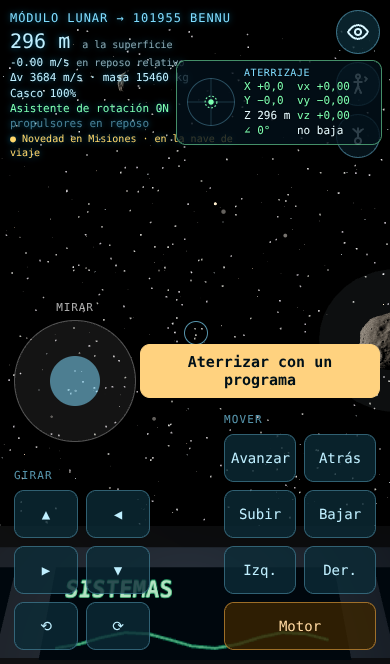 MÓDULO LUNAR → 101955 BENNU
296 m a la superficie
-0.00 m/s en reposo relativo
Δv 3684 m/s · masa 15460 kg
Casco 100%
Asistente de rotación ON
propulsores en reposo
● Novedad en Misiones · en la nave de
viaje
ATERRIZAJE
X +0,0 vx +0,00
Y −0,0 vy −0,00
Z 296 m vz +0,00
∠ 0° no baja
MIRAR
Aterrizar con un
programa
MOVER
Avanzar Atrás
GIRAR
▲ ◀ Subir Bajar
▶ ▼ Izq. Der.
SISTEMAS
⟲ ⟳ Motor